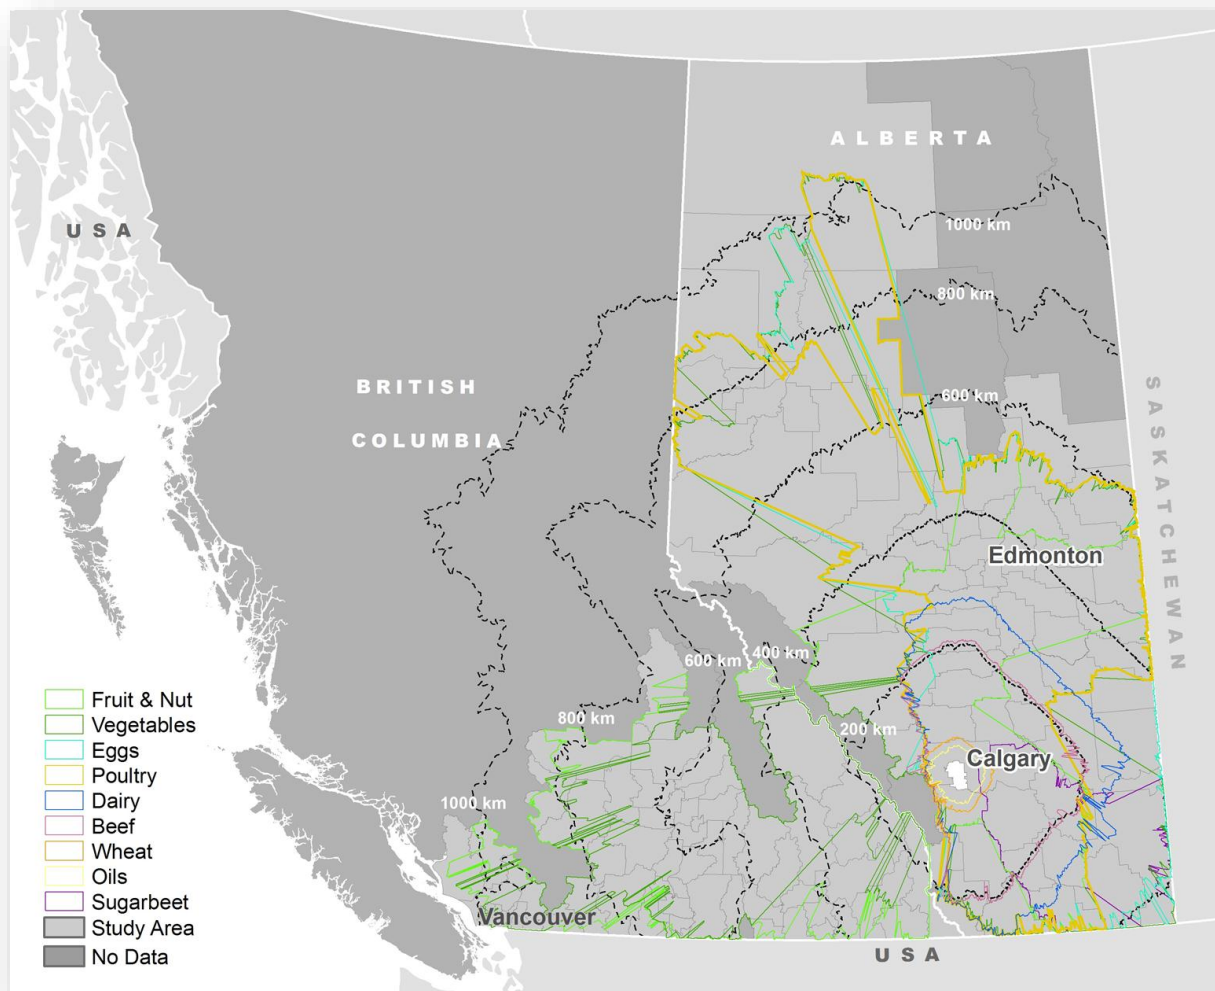 ALBERTA
1000 km
USA
800 km
BRITISH
COLUMBIA
600 km
SASKATCHEWAN
Edmonton
400 km
600 km
800 km
200 km
Calgary
1000 km
Vancouver
USA
Fruit & Nut
Vegetables
Eggs
Poultry
Dairy
Beef
Wheat
Oils
Sugarbeet
Study Area
No Data